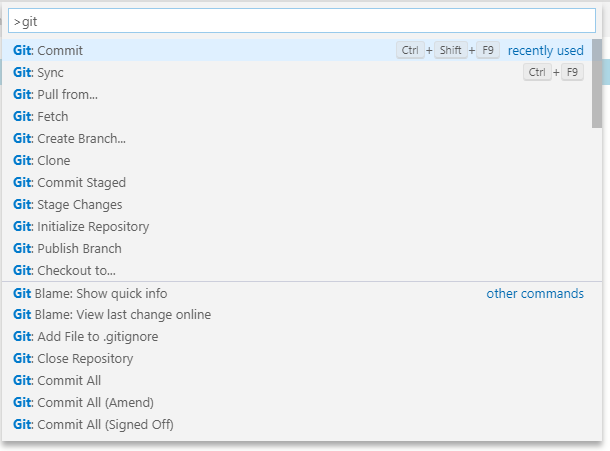 >git
Git: Commit Ctrl + Shift + F9 recently used
Git: Sync Ctrl + F9
Git: Pull from...
Git: Fetch
Git: Create Branch...
Git: Clone
Git: Commit Staged
Git: Stage Changes
Git: Initialize Repository
Git: Publish Branch
Git: Checkout to...
Git Blame: Show quick info other commands
Git Blame: View last change online
Git: Add File to .gitignore
Git: Close Repository
Git: Commit All
Git: Commit All (Amend)
Git: Commit All (Signed Off)